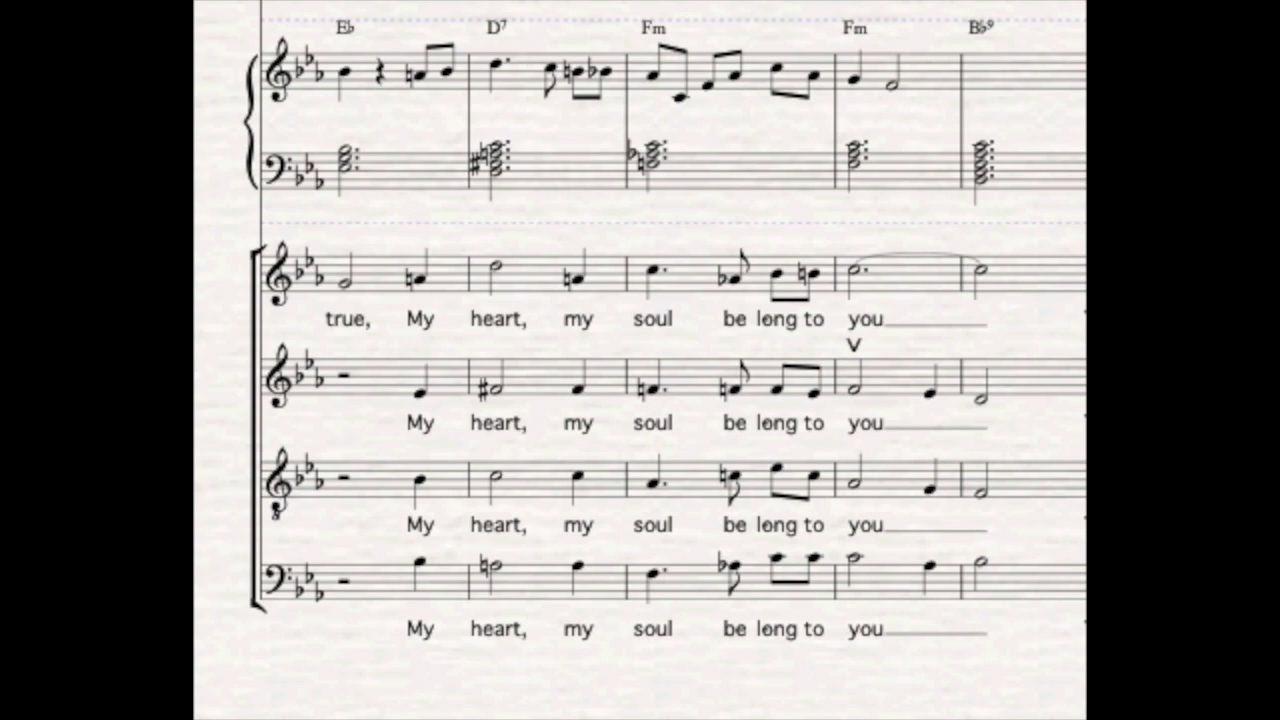 E♭ D7 Fm Fm B♭9
true, My heart, my soul be long to you
My heart, my soul be long to you
My heart, my soul be long to you
8
My heart, my soul be long to you